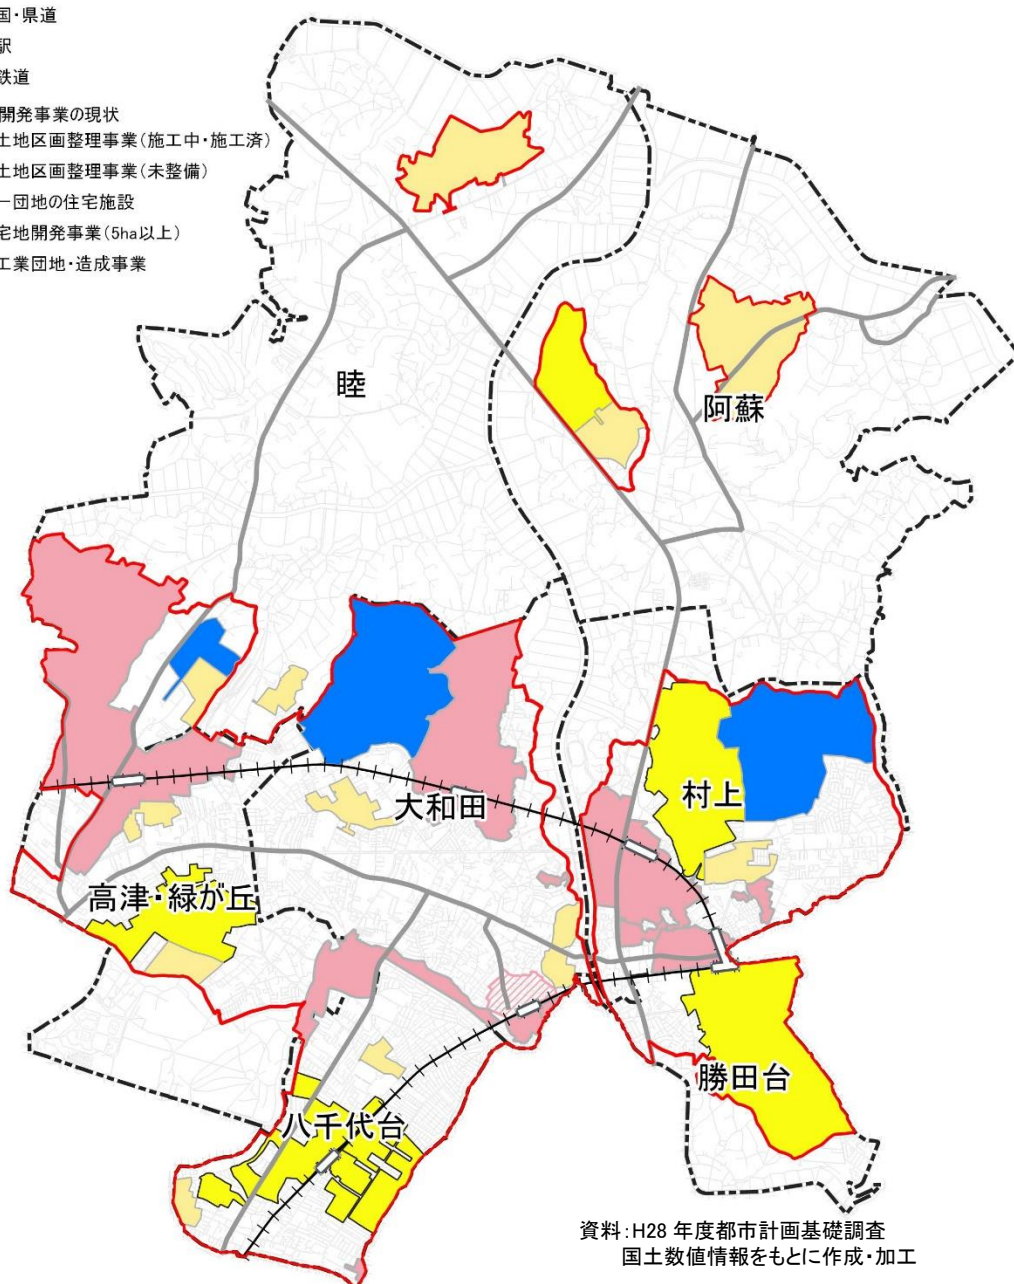 国・県道
駅
鉄道
開発事業の現状
土地区画整理事業(施工中・施工済)
土地区画整理事業(未整備)
一団地の住宅施設
宅地開発事業(5ha以上)
工業団地・造成事業
睦
阿蘇
村上
大和田
高津・緑が丘
勝田台
八千代台
資料:H28 年度都市計画基礎調査
国土数値情報をもとに作成・加工